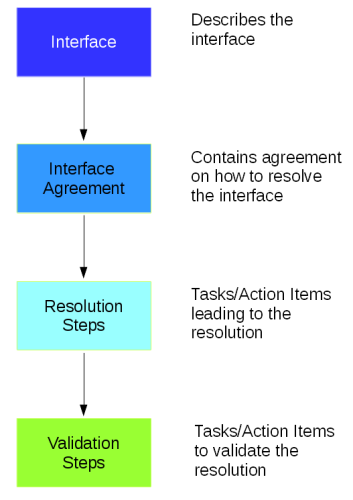 Interface
Describes the
interface
Interface
Agreement
Contains agreement
on how to resolve
the interface
Resolution
Steps
Tasks/Action Items
leading to the
resolution
Validation
Steps
Tasks/Action Items
to validate the
resolution